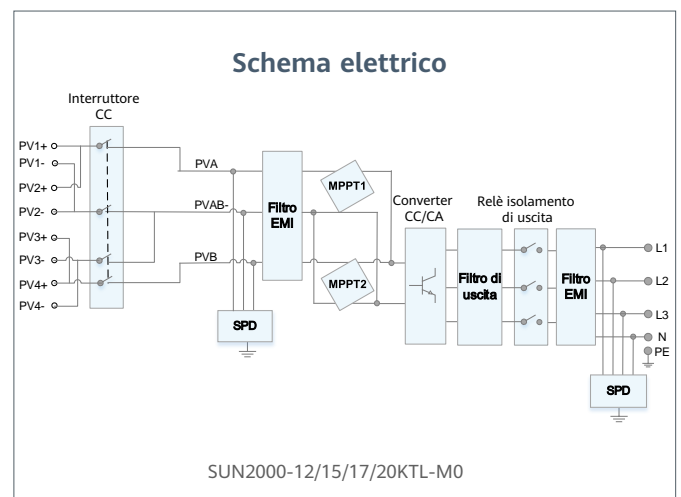 Schema elettrico
Interruttore
CC
PV1+
PV1-
PV2+
PV2-
PV3+
PV3-
PV4+
PV4-
PVA
PVAB-
PVB
SPD
Filtro
EMI
MPPT1
MPPT2
Converter
CC/CA
Filtro di
uscita
Relè isolamento
di uscita
Filtro
EMI
L1
L2
L3
N
PE
SPD
SUN2000-12/15/17/20KTL-M0